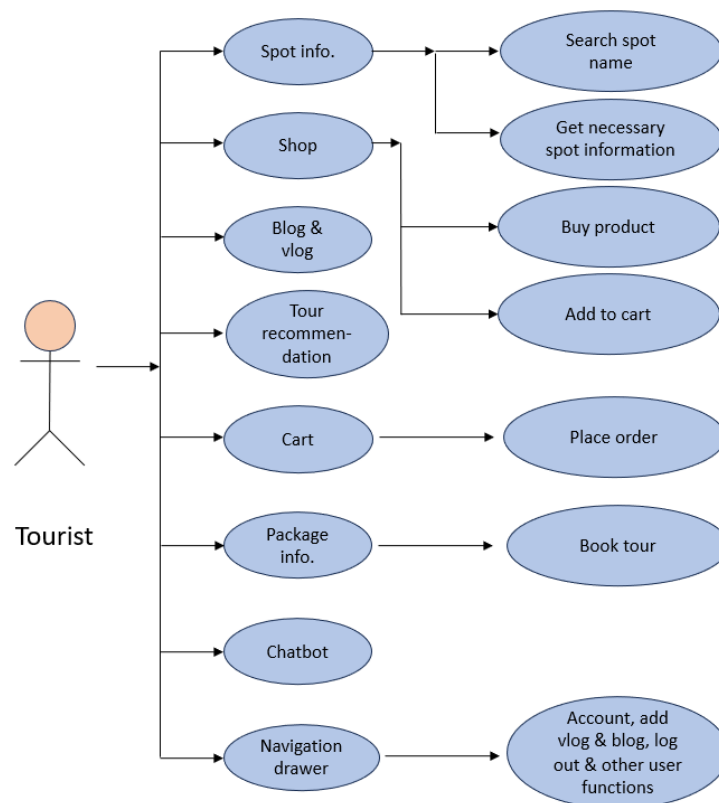 Spot info.
Search spot
name
Get necessary
spot information
Shop
Buy product
Blog &
vlog
Add to cart
Tour
recommen-
dation
Cart
Place order
Tourist
Package
info.
Book tour
Chatbot
Navigation
drawer
Account, add
vlog & blog, log
out & other user
functions